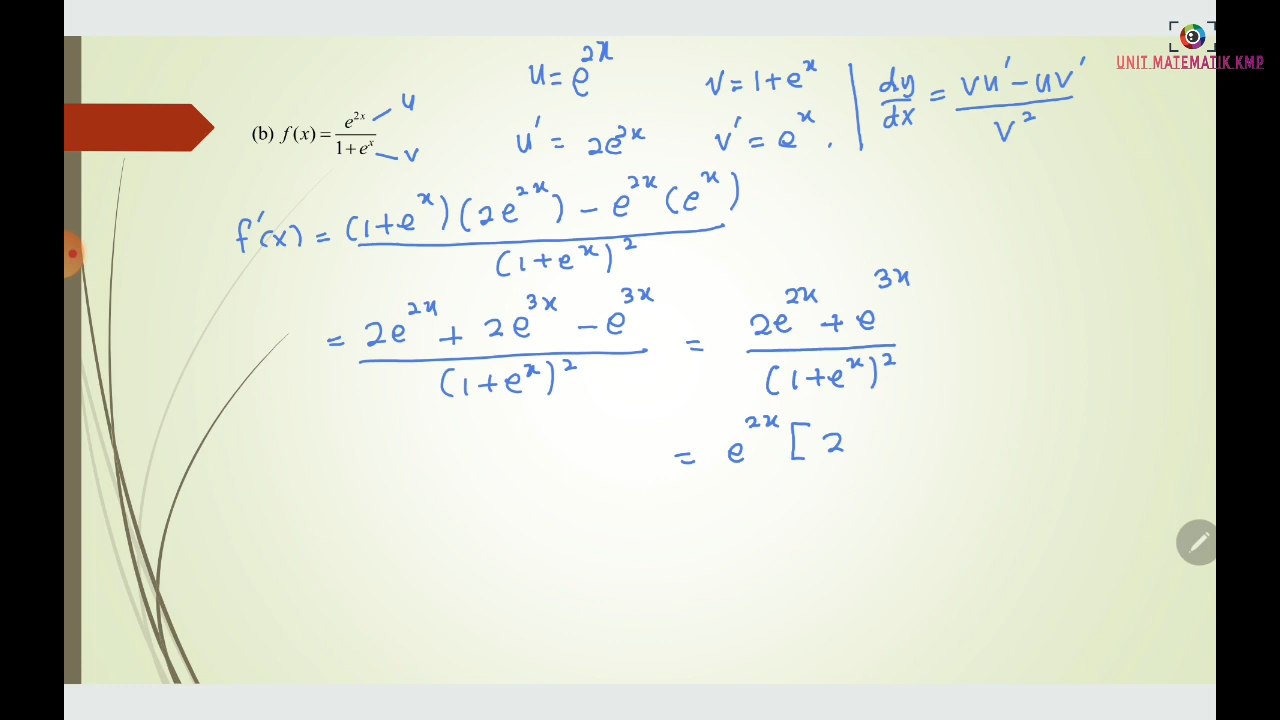 UNIT MATEMATIK KMP
(b) f(x) = e^{2x} / (1 + e^x)
u
v
u = e^{2x}
v = 1 + e^x
u' = 2e^{2x}
v' = e^x .
dy/dx = (vu' − uv') / v^2
f'(x) = ((1 + e^x)(2e^{2x}) − e^{2x}(e^x)) / (1 + e^x)^2
= (2e^{2x} + 2e^{3x} − e^{3x}) / (1 + e^x)^2 = (2e^{2x} + e^{3x}) / (1 + e^x)^2
= e^{2x} [ 2